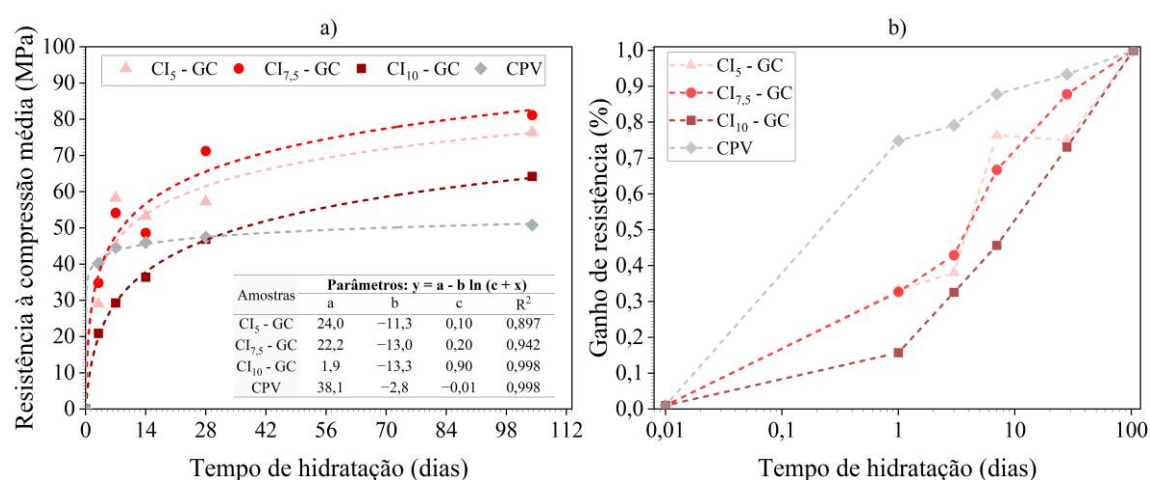 a)
Resistência à compressão média (MPa)
100
90
80
70
60
50
40
30
20
10
0
CI5 - GC CI7,5 - GC CI10 - GC CPV
Amostras Parâmetros: y = a - b ln (c + x)
a b c R²
CI5 - GC 24,0 −11,3 0,10 0,897
CI7,5 - GC 22,2 −13,0 0,20 0,942
CI10 - GC 1,9 −13,3 0,90 0,998
CPV 38,1 −2,8 −0,01 0,998
0 14 28 42 56 70 84 98 112
Tempo de hidratação (dias)
b)
Ganho de resistência (%)
1,0
0,9
0,8
0,7
0,6
0,5
0,4
0,3
0,2
0,1
0,0
CI5 - GC
CI7,5 - GC
CI10 - GC
CPV
0,01 0,1 1 10 100
Tempo de hidratação (dias)